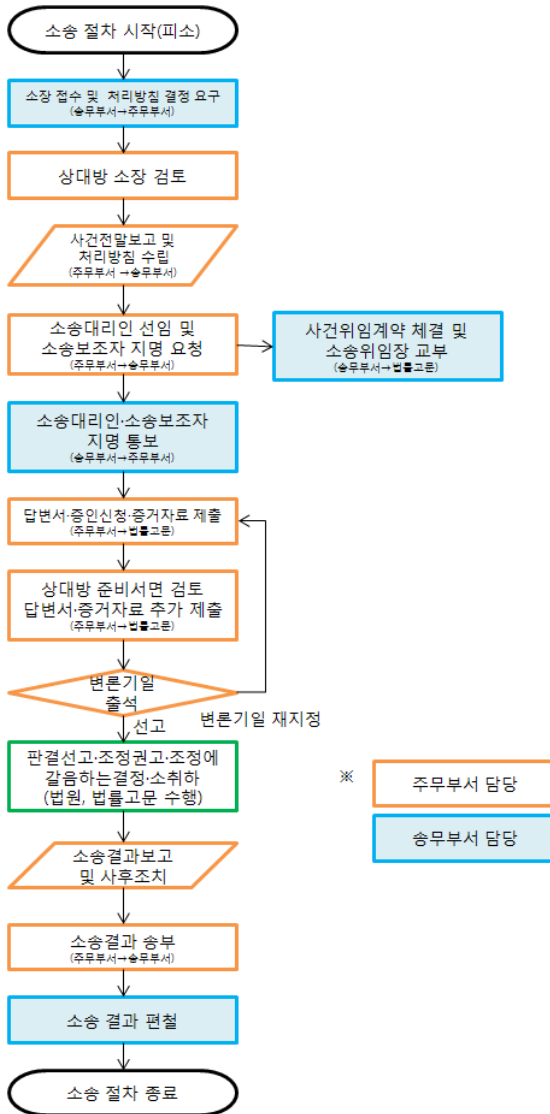 소송 절차 시작(피소)
소장 접수 및 처리방침 결정 요구
(송무부서→주무부서)
상대방 소장 검토
사건전말보고 및
처리방침 수립
(주무부서→송무부서)
소송대리인 선임 및
소송보조자 지명 요청
(주무부서→송무부서)
사건위임계약 체결 및
소송위임장 교부
(송무부서→법률고문)
소송대리인·소송보조자
지명 통보
(송무부서→주무부서)
답변서·증인신청·증거자료 제출
(주무부서→법률고문)
상대방 준비서면 검토
답변서·증거자료 추가 제출
(주무부서→법률고문)
변론기일
출석
선고
변론기일 재지정
판결선고·조정권고·조정에
갈음하는결정·소취하
(법원, 법률고문 수행)
※
주무부서 담당
송무부서 담당
소송결과보고
및 사후조치
소송결과 송부
(주무부서→송무부서)
소송 결과 편철
소송 절차 종료